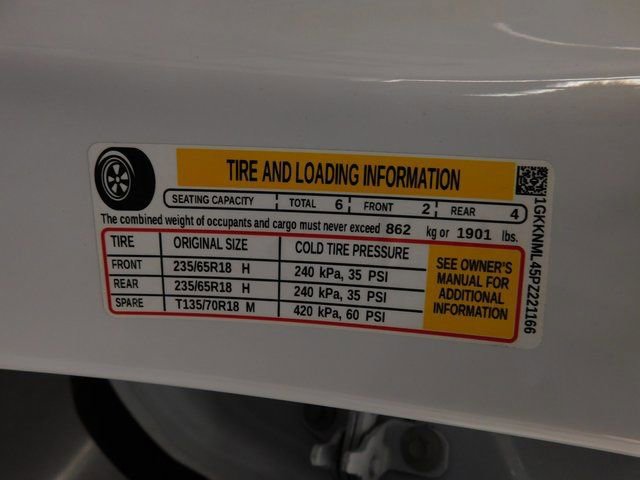 TIRE AND LOADING INFORMATION
SEATING CAPACITY TOTAL 6 FRONT 2 REAR 4
The combined weight of occupants and cargo must never exceed 862 kg or 1901 lbs.
TIRE ORIGINAL SIZE COLD TIRE PRESSURE
FRONT 235/65R18 H 240 kPa, 35 PSI
REAR 235/65R18 H 240 kPa, 35 PSI
SPARE T135/70R18 M 420 kPa, 60 PSI
SEE OWNER'S
MANUAL FOR
ADDITIONAL
INFORMATION
1GKKNML45PZ221166